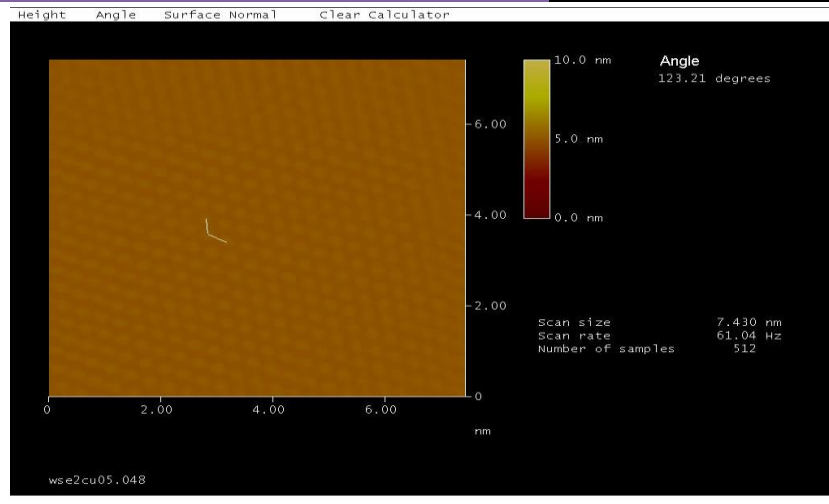 Height Angle Surface Normal Clear Calculator
10.0 nm
5.0 nm
0.0 nm
Angle
123.21 degrees
6.00
4.00
2.00
0
0 2.00 4.00 6.00
nm
Scan size 7.430 nm
Scan rate 61.04 Hz
Number of samples 512
wse2cu05.048